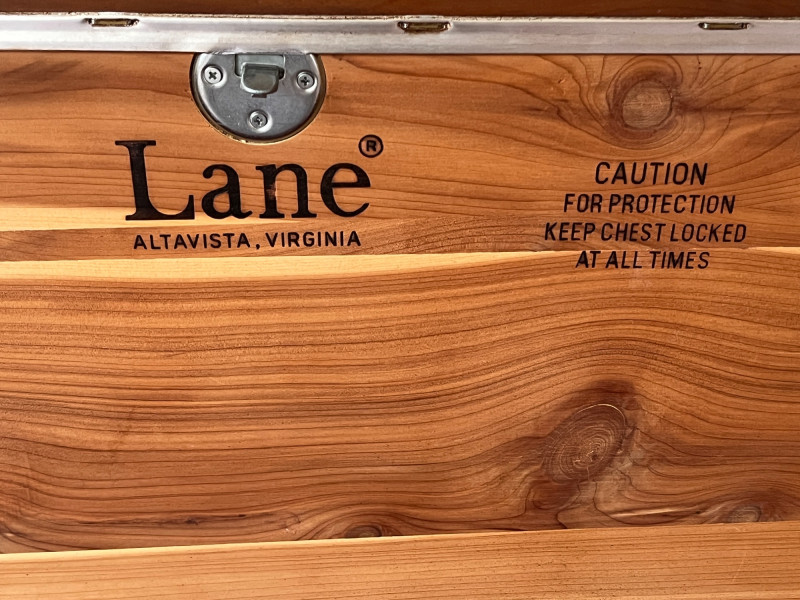 Lane®
ALTAVISTA, VIRGINIA
CAUTION
FOR PROTECTION
KEEP CHEST LOCKED
AT ALL TIMES